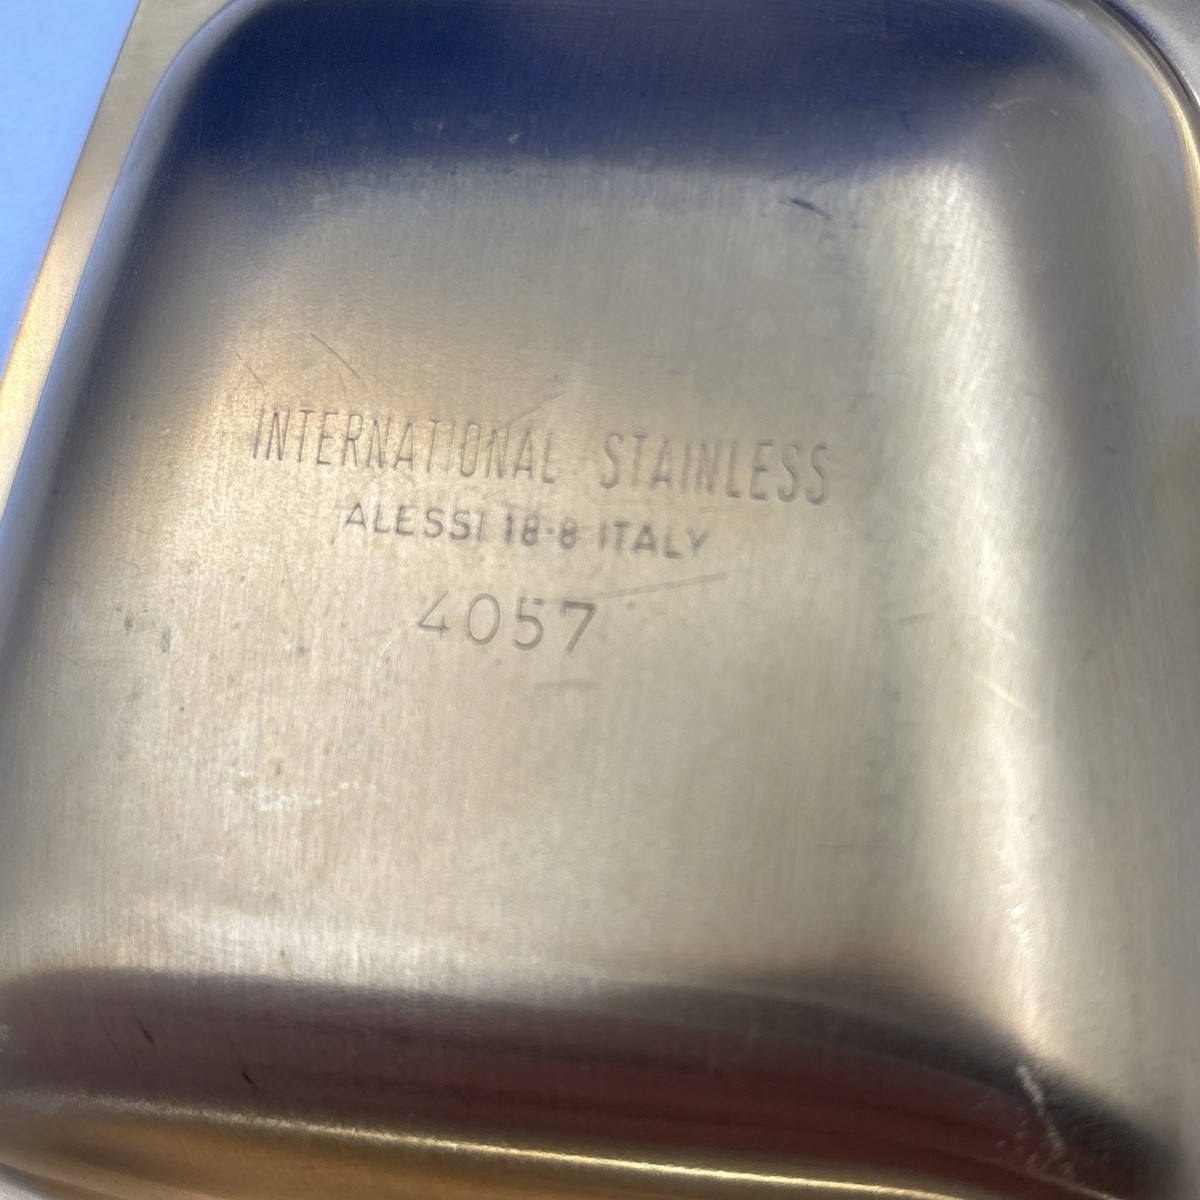 INTERNATIONAL STAINLESS
ALESSI 18-8 ITALY
4057